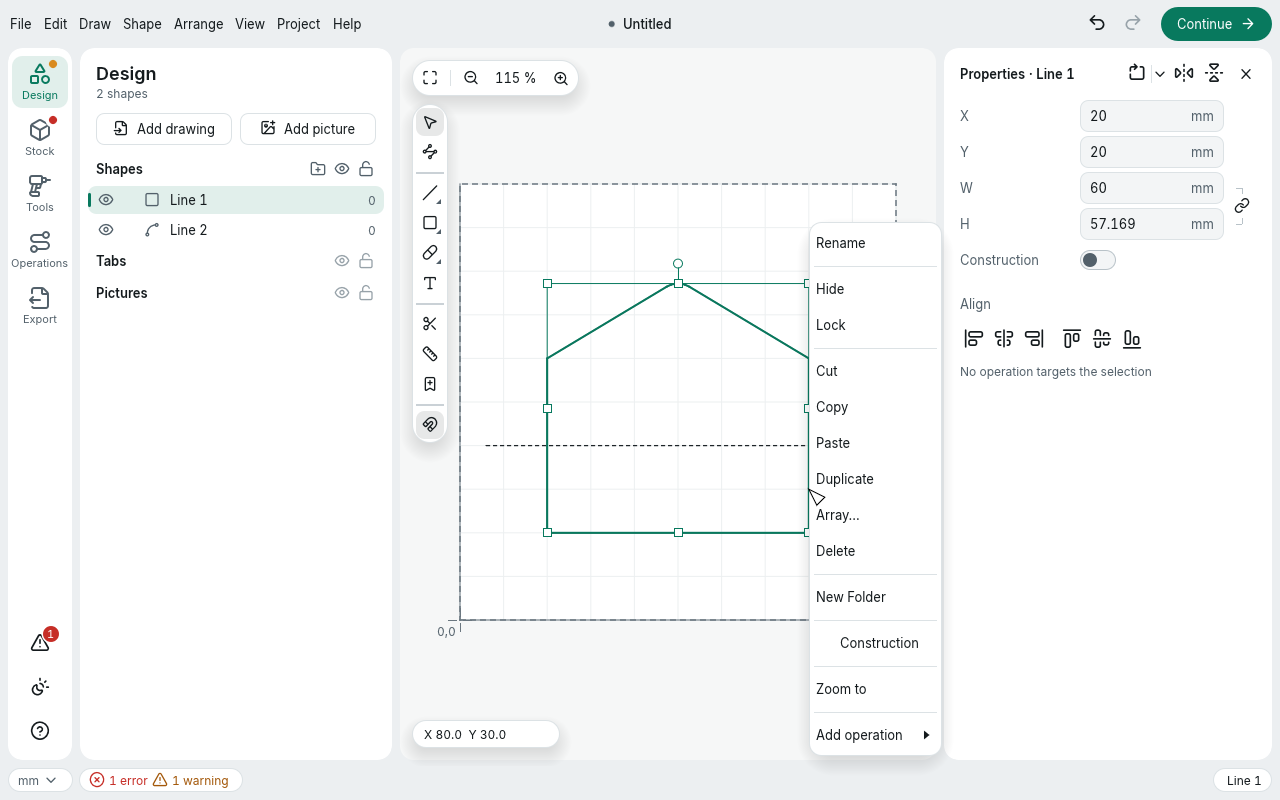 File Edit Draw Shape Arrange View Project Help
Untitled
Continue
Design
Stock
Tools
Operations
Export
1
Design
2 shapes
Add drawing
Add picture
Shapes
Line 1 0
Line 2 0
Tabs
Pictures
115 %
0,0
X 80.0 Y 30.0
Rename
Hide
Lock
Cut
Copy
Paste
Duplicate
Array...
Delete
New Folder
Construction
Zoom to
Add operation
Properties · Line 1
X 20 mm
Y 20 mm
W 60 mm
H 57.169 mm
Construction
Align
No operation targets the selection
mm
1 error 1 warning
Line 1